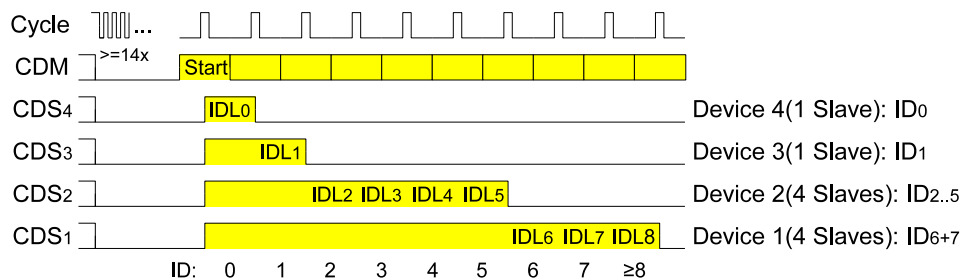 Cycle ...
>=14x
CDM Start
CDS4 IDL0 Device 4(1 Slave): ID0
CDS3 IDL1 Device 3(1 Slave): ID1
CDS2 IDL2 IDL3 IDL4 IDL5 Device 2(4 Slaves): ID2..5
CDS1 IDL6 IDL7 IDL8 Device 1(4 Slaves): ID6+7
ID: 0 1 2 3 4 5 6 7 ≥8